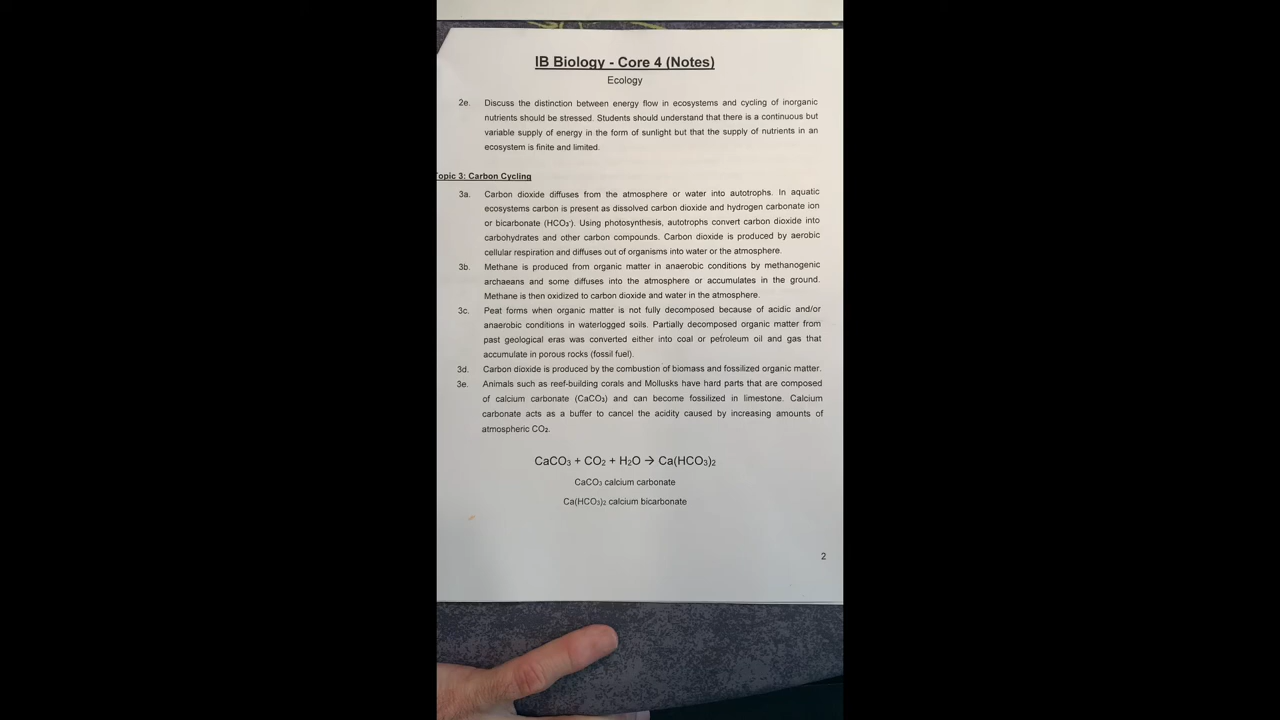 IB Biology - Core 4 (Notes)
Ecology
2e. Discuss the distinction between energy flow in ecosystems and cycling of inorganic
nutrients should be stressed. Students should understand that there is a continuous but
variable supply of energy in the form of sunlight but that the supply of nutrients in an
ecosystem is finite and limited.
opic 3: Carbon Cycling
3a. Carbon dioxide diffuses from the atmosphere or water into autotrophs. In aquatic
ecosystems carbon is present as dissolved carbon dioxide and hydrogen carbonate ion
or bicarbonate (HCO₃⁻). Using photosynthesis, autotrophs convert carbon dioxide into
carbohydrates and other carbon compounds. Carbon dioxide is produced by aerobic
cellular respiration and diffuses out of organisms into water or the atmosphere.
3b. Methane is produced from organic matter in anaerobic conditions by methanogenic
archaeans and some diffuses into the atmosphere or accumulates in the ground.
Methane is then oxidized to carbon dioxide and water in the atmosphere.
3c. Peat forms when organic matter is not fully decomposed because of acidic and/or
anaerobic conditions in waterlogged soils. Partially decomposed organic matter from
past geological eras was converted either into coal or petroleum oil and gas that
accumulate in porous rocks (fossil fuel).
3d. Carbon dioxide is produced by the combustion of biomass and fossilized organic matter.
3e. Animals such as reef-building corals and Mollusks have hard parts that are composed
of calcium carbonate (CaCO₃) and can become fossilized in limestone. Calcium
carbonate acts as a buffer to cancel the acidity caused by increasing amounts of
atmospheric CO₂.
CaCO₃ + CO₂ + H₂O → Ca(HCO₃)₂
CaCO₃ calcium carbonate
Ca(HCO₃)₂ calcium bicarbonate
2